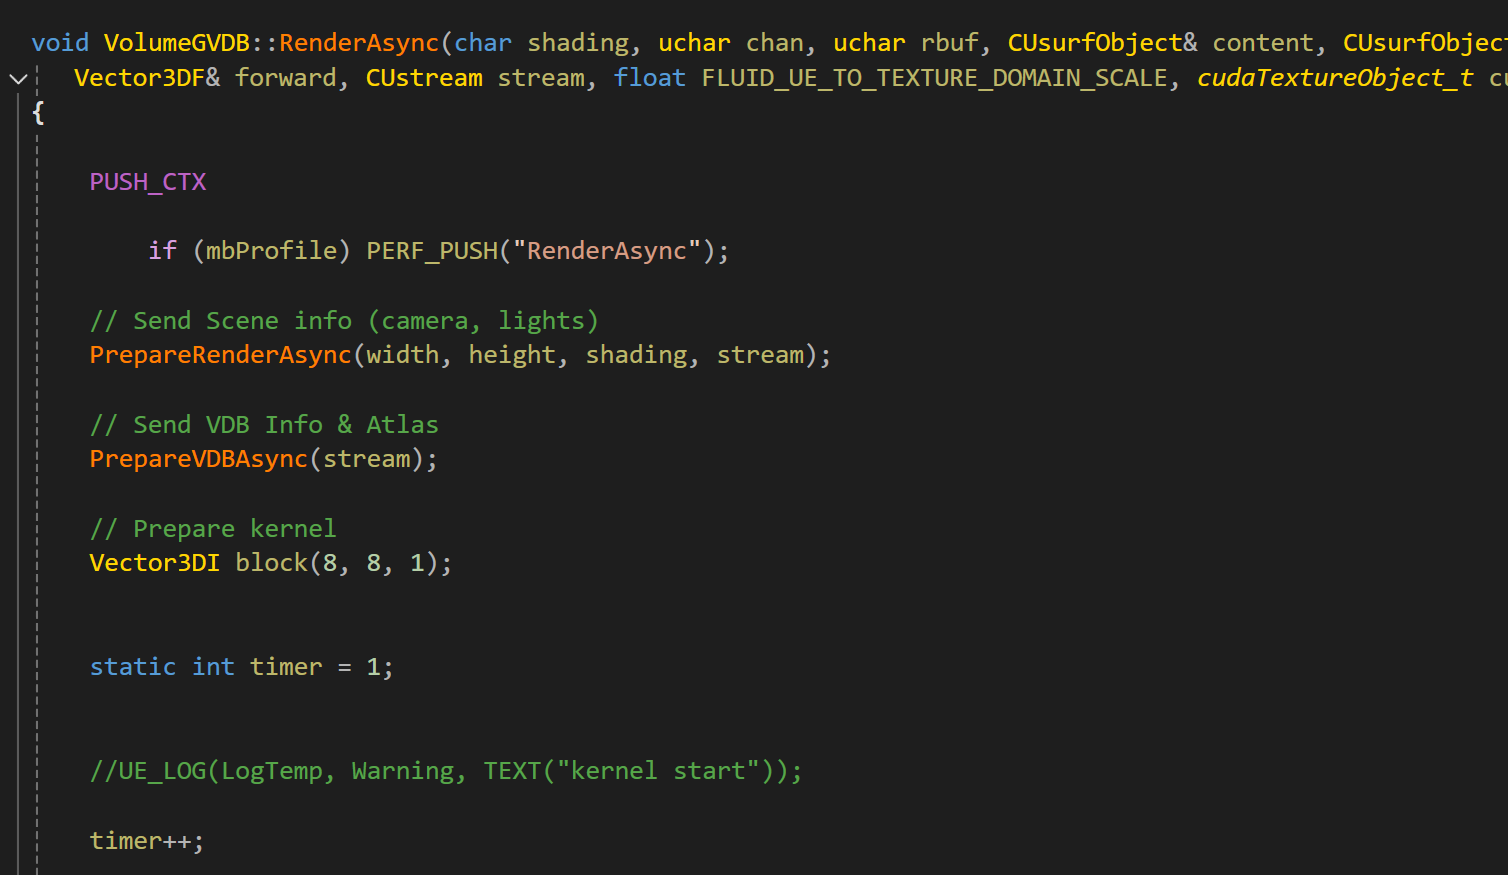 void VolumeGVDB::RenderAsync(char shading, uchar chan, uchar rbuf, CUsurfObject& content, CUsurfObject
Vector3DF& forward, CUstream stream, float FLUID_UE_TO_TEXTURE_DOMAIN_SCALE, cudaTextureObject_t cu
{
PUSH_CTX
if (mbProfile) PERF_PUSH("RenderAsync");
// Send Scene info (camera, lights)
PrepareRenderAsync(width, height, shading, stream);
// Send VDB Info & Atlas
PrepareVDBAsync(stream);
// Prepare kernel
Vector3DI block(8, 8, 1);
static int timer = 1;
//UE_LOG(LogTemp, Warning, TEXT("kernel start"));
timer++;